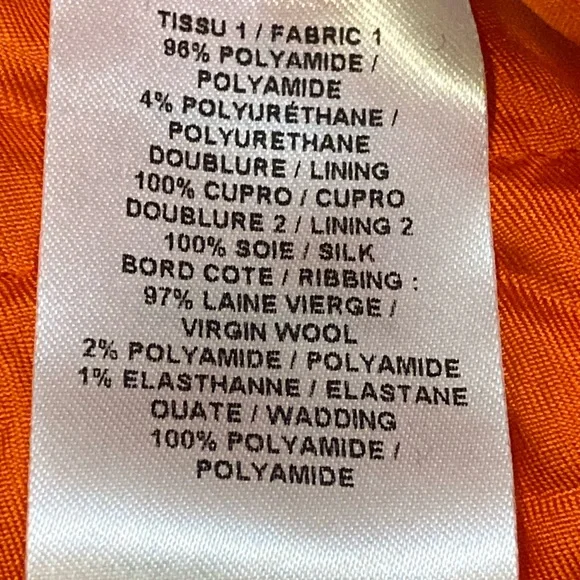 TISSU 1 / FABRIC 1
96% POLYAMIDE /
POLYAMIDE
4% POLYURÉTHANE /
POLYURETHANE
DOUBLURE / LINING
100% CUPRO / CUPRO
DOUBLURE 2 / LINING 2
100% SOIE / SILK
BORD COTE / RIBBING :
97% LAINE VIERGE /
VIRGIN WOOL
2% POLYAMIDE / POLYAMIDE
1% ELASTHANNE / ELASTANE
OUATE / WADDING
100% POLYAMIDE /
POLYAMIDE